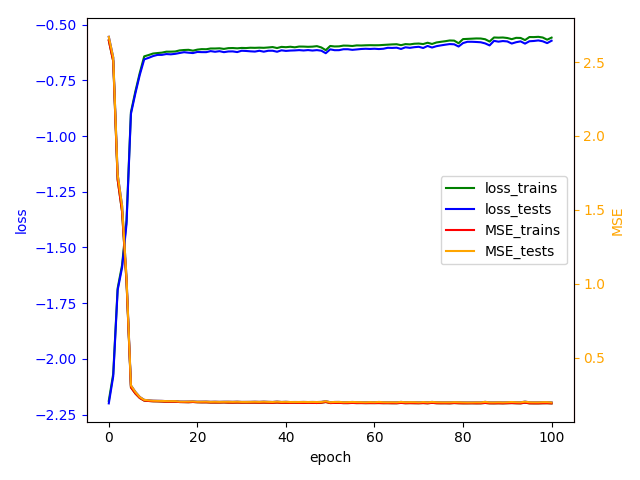 −0.50
−0.75
−1.00
−1.25
−1.50
−1.75
−2.00
−2.25
loss
0 20 40 60 80 100
epoch
2.5
2.0
1.5
1.0
0.5
MSE
loss_trains
loss_tests
MSE_trains
MSE_tests